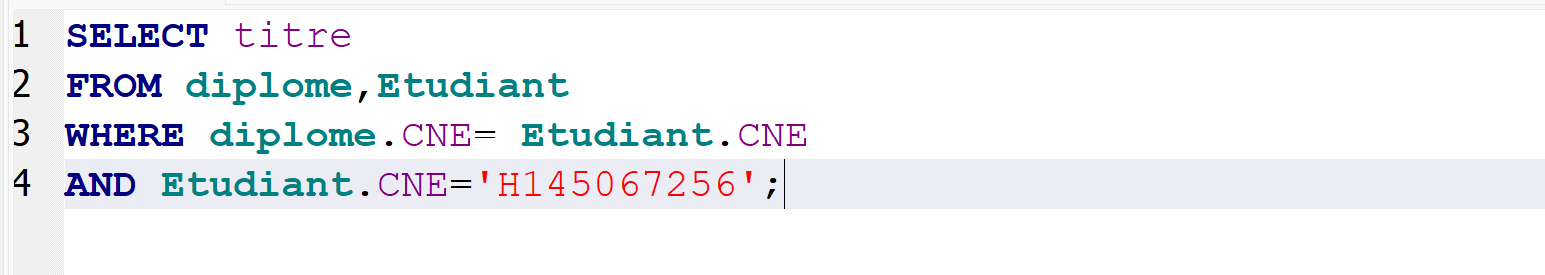 1 SELECT titre
2 FROM diplome,Etudiant
3 WHERE diplome.CNE= Etudiant.CNE
4 AND Etudiant.CNE='H145067256';